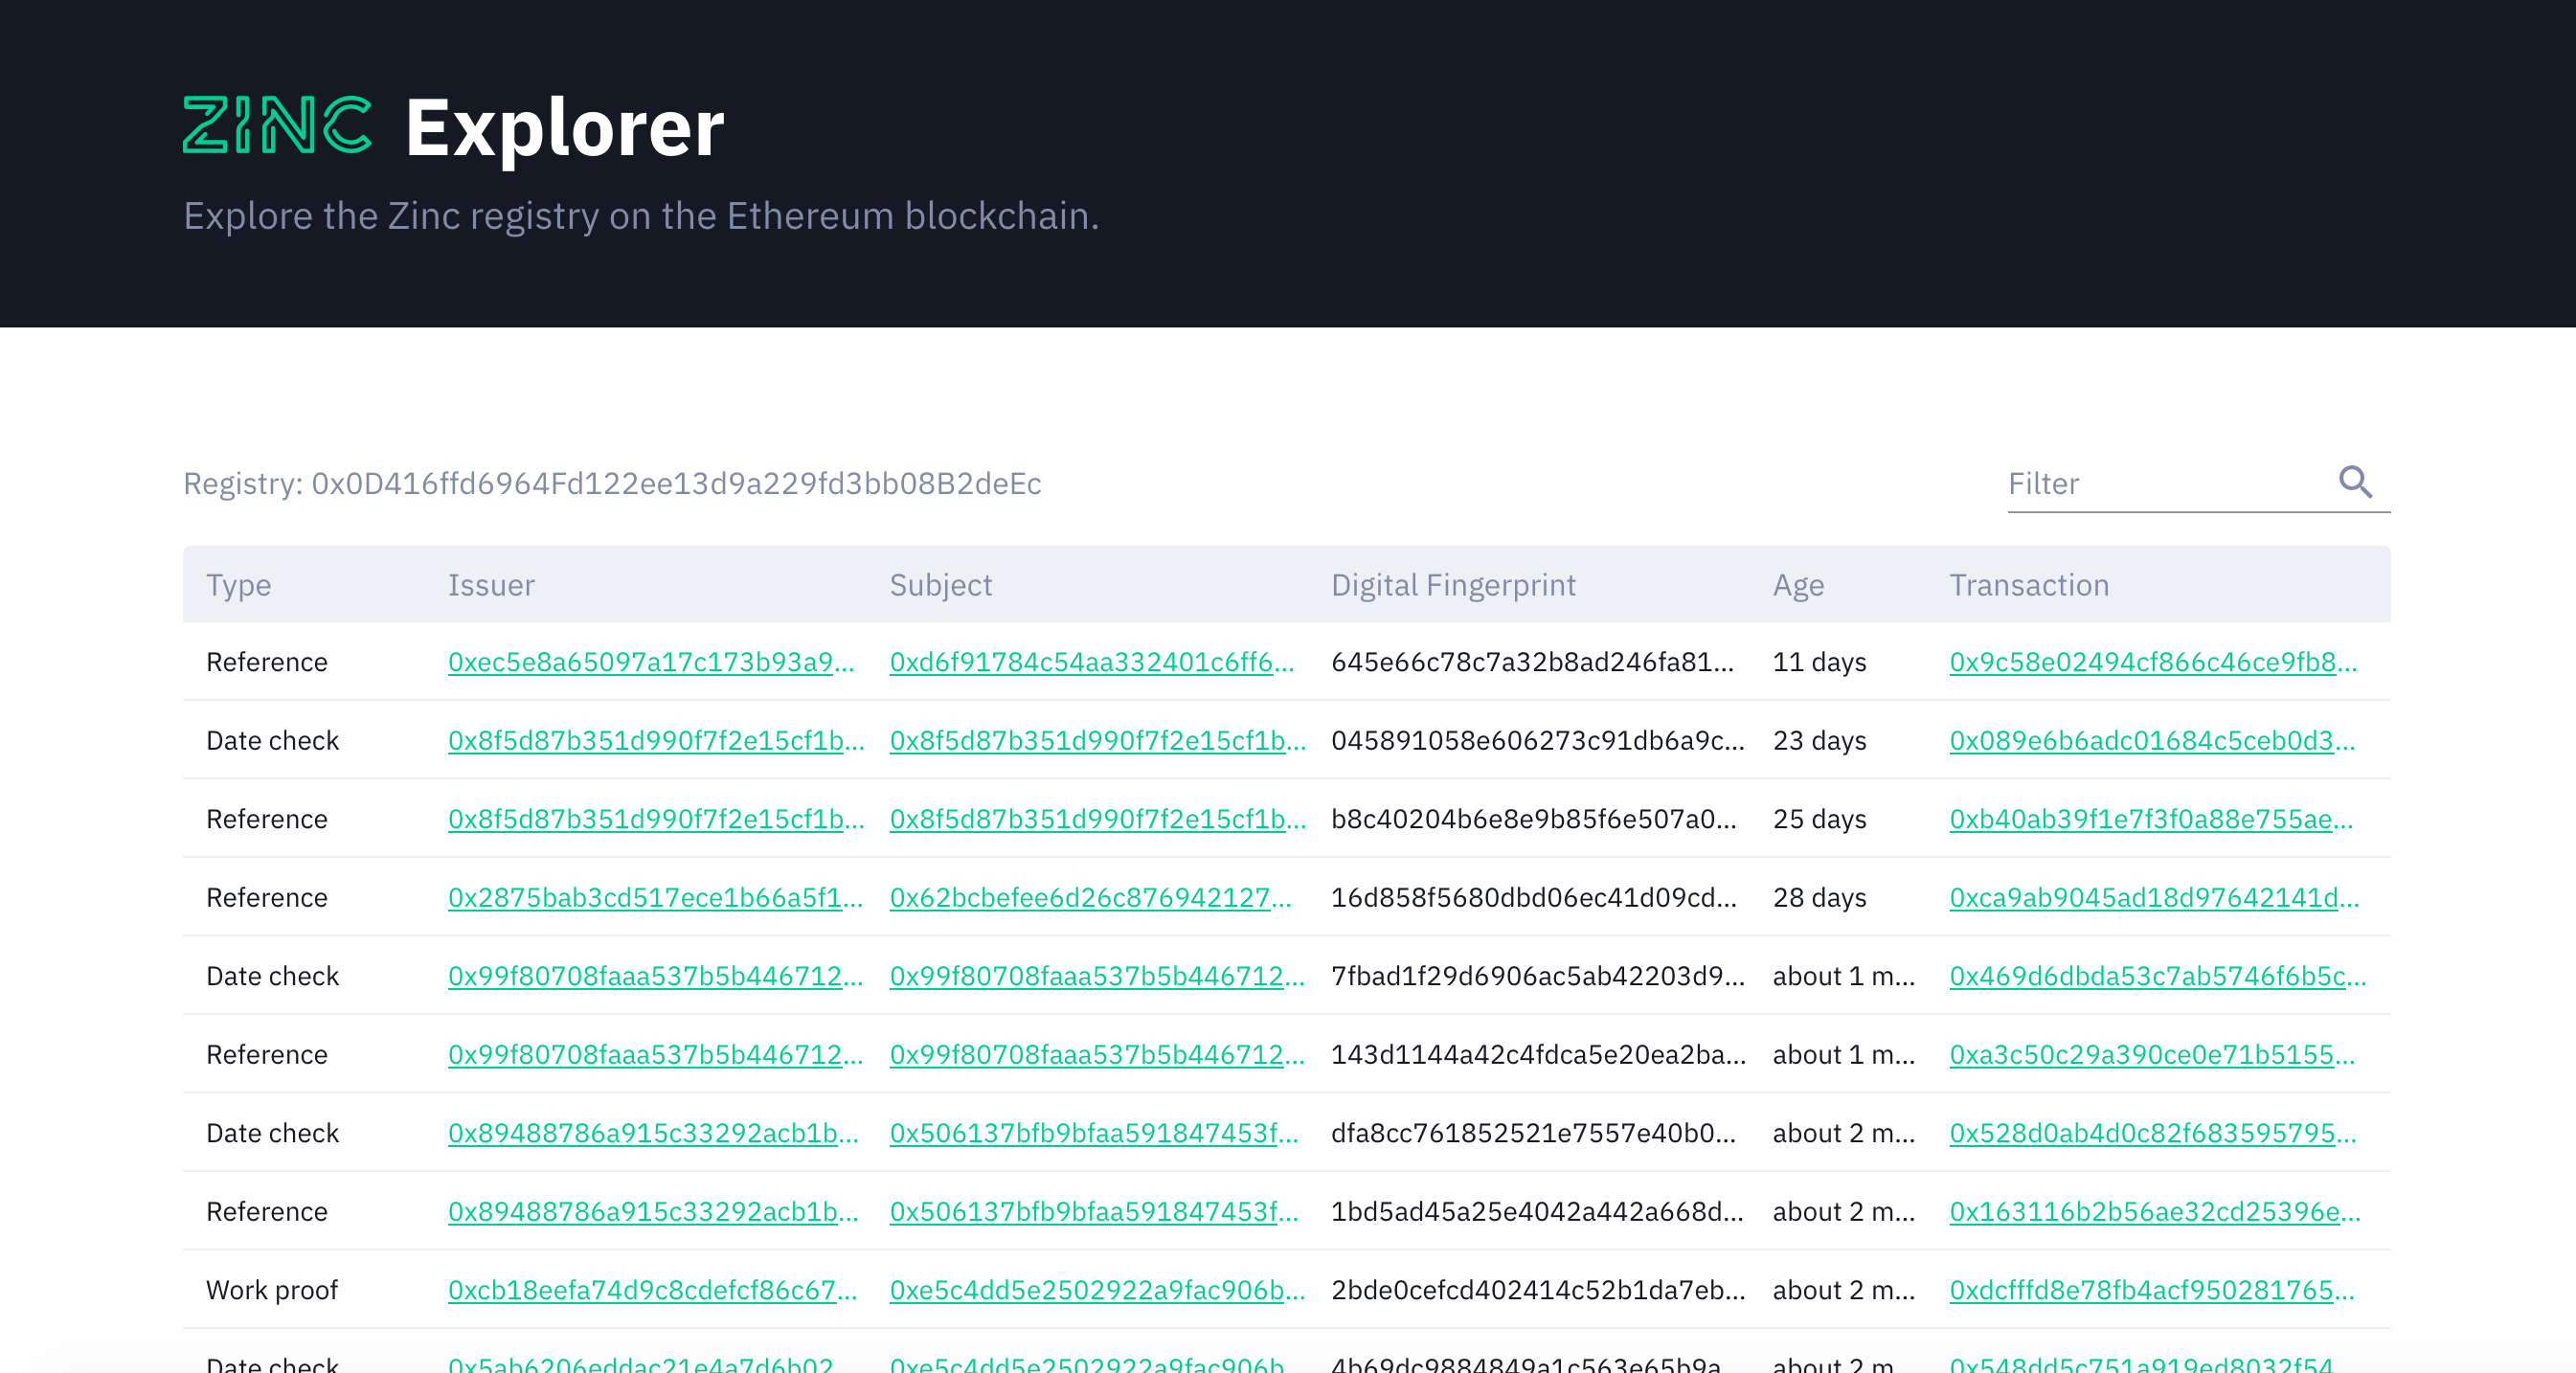 ZINC Explorer
Explore the Zinc registry on the Ethereum blockchain.
Registry: 0x0D416ffd6964Fd122ee13d9a229fd3bb08B2deEc Filter
Type Issuer Subject Digital Fingerprint Age Transaction
Reference 0xec5e8a65097a17c173b93a9... 0xd6f91784c54aa332401c6ff6... 645e66c78c7a32b8ad246fa81... 11 days 0x9c58e02494cf866c46ce9fb8...
Date check 0x8f5d87b351d990f7f2e15cf1b... 0x8f5d87b351d990f7f2e15cf1b... 045891058e606273c91db6a9c... 23 days 0x089e6b6adc01684c5ceb0d3...
Reference 0x8f5d87b351d990f7f2e15cf1b... 0x8f5d87b351d990f7f2e15cf1b... b8c40204b6e8e9b85f6e507a0... 25 days 0xb40ab39f1e7f3f0a88e755ae...
Reference 0x2875bab3cd517ece1b66a5f1... 0x62bcbefee6d26c876942127... 16d858f5680dbd06ec41d09cd... 28 days 0xca9ab9045ad18d97642141d...
Date check 0x99f80708faaa537b5b446712... 0x99f80708faaa537b5b446712... 7fbad1f29d6906ac5ab42203d9... about 1 m... 0x469d6dbda53c7ab5746f6b5c...
Reference 0x99f80708faaa537b5b446712... 0x99f80708faaa537b5b446712... 143d1144a42c4fdca5e20ea2ba... about 1 m... 0xa3c50c29a390ce0e71b5155...
Date check 0x89488786a915c33292acb1b... 0x506137bfb9bfaa591847453f... dfa8cc761852521e7557e40b0... about 2 m... 0x528d0ab4d0c82f683595795...
Reference 0x89488786a915c33292acb1b... 0x506137bfb9bfaa591847453f... 1bd5ad45a25e4042a442a668d... about 2 m... 0x163116b2b56ae32cd25396e...
Work proof 0xcb18eefa74d9c8cdefcf86c67... 0xe5c4dd5e2502922a9fac906b... 2bde0cefcd402414c52b1da7eb... about 2 m... 0xdcfffd8e78fb4acf950281765...
Date check 0x5ab6206eddac21e4a7d6b02 0xe5c4dd5e2502922a9fac906b 4b69dc9884849a1c563e65b9a about 2 m 0x548dd5c751a919ed8032f54